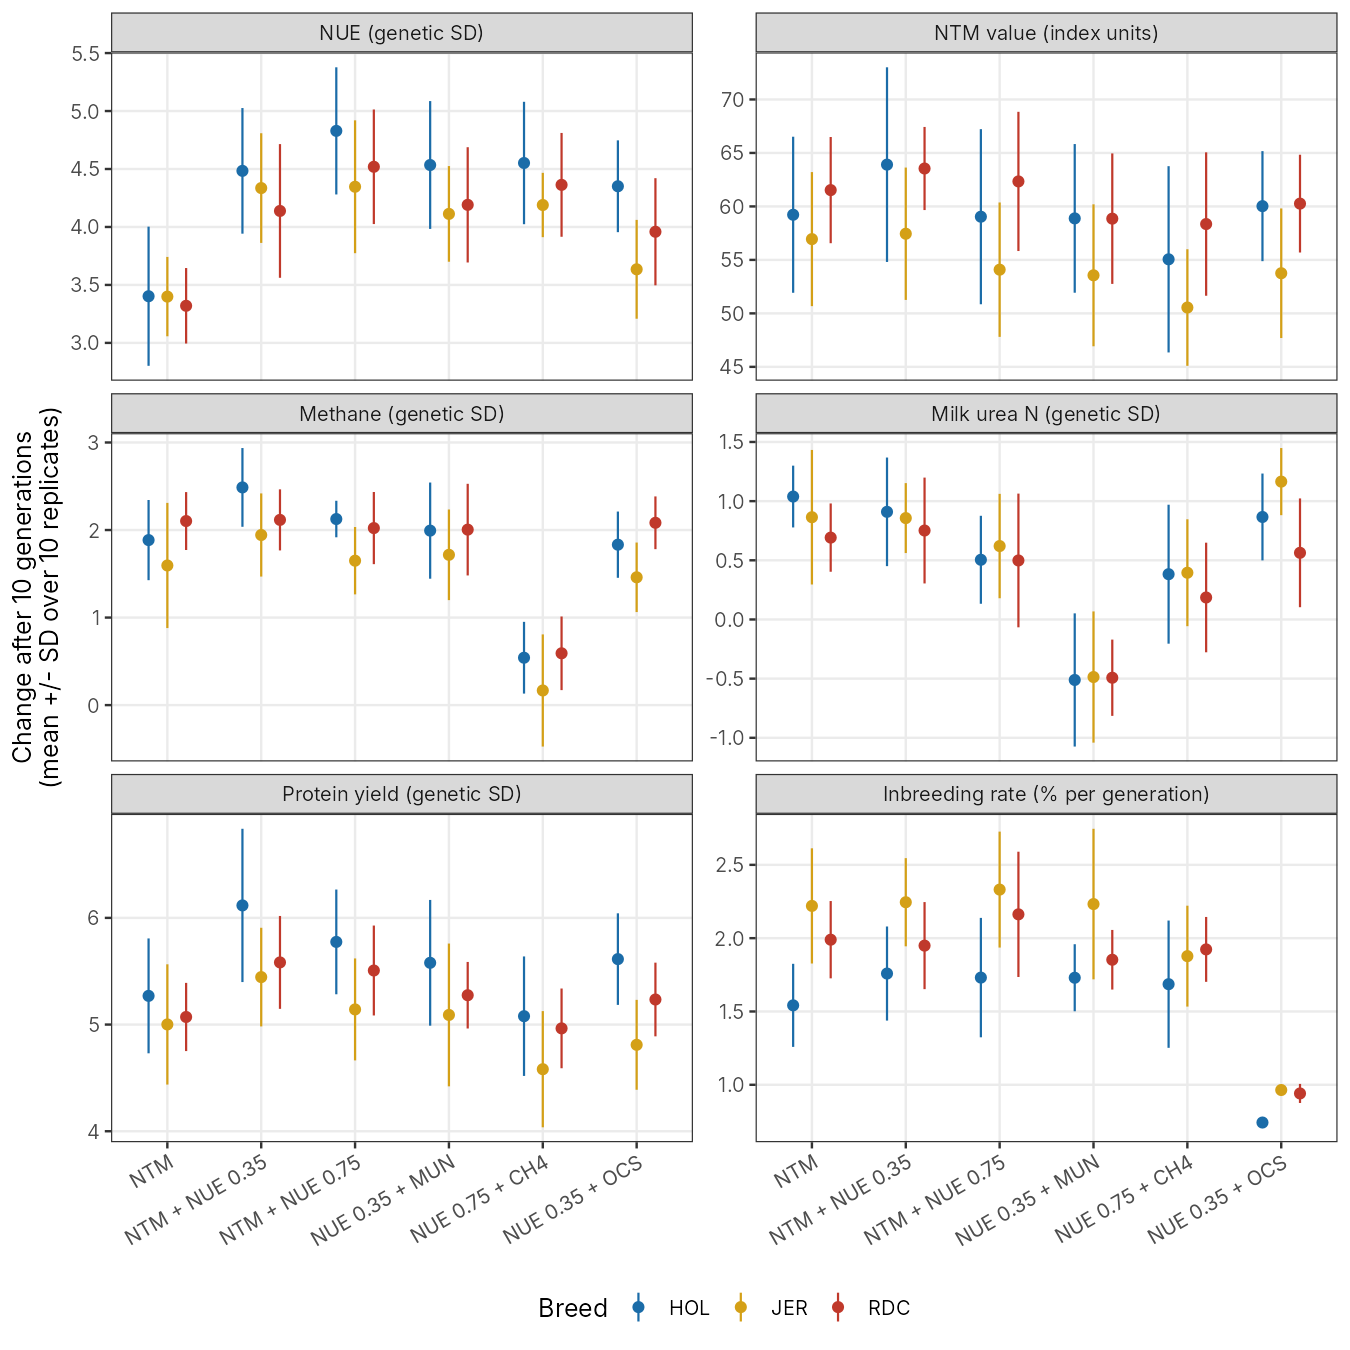 NUE (genetic SD)
NTM value (index units)
5.5
5.0
4.5
4.0
3.5
3.0
70
65
60
55
50
45
Methane (genetic SD)
Milk urea N (genetic SD)
Change after 10 generations
(mean +/- SD over 10 replicates)
3
2
1
0
1.5
1.0
0.5
0.0
-0.5
-1.0
Protein yield (genetic SD)
Inbreeding rate (% per generation)
6
5
4
2.5
2.0
1.5
1.0
NTM
NTM + NUE 0.35
NTM + NUE 0.75
NUE 0.35 + MUN
NUE 0.75 + CH4
NUE 0.35 + OCS
NTM
NTM + NUE 0.35
NTM + NUE 0.75
NUE 0.35 + MUN
NUE 0.75 + CH4
NUE 0.35 + OCS
Breed HOL JER RDC